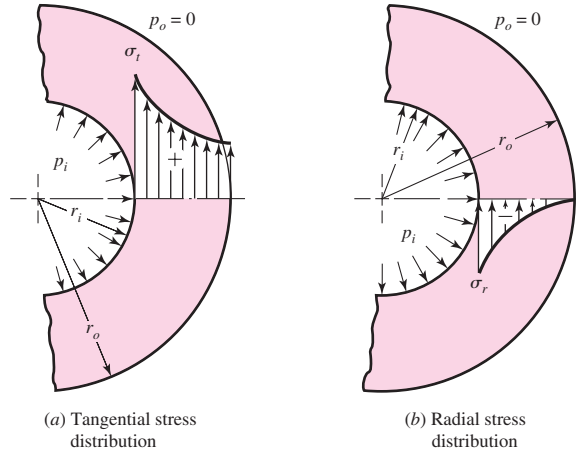 p_o = 0
σ_t
+
p_i
r_i
r_o
(a) Tangential stress
distribution
p_o = 0
r_i
r_o
−
p_i
σ_r
(b) Radial stress
distribution